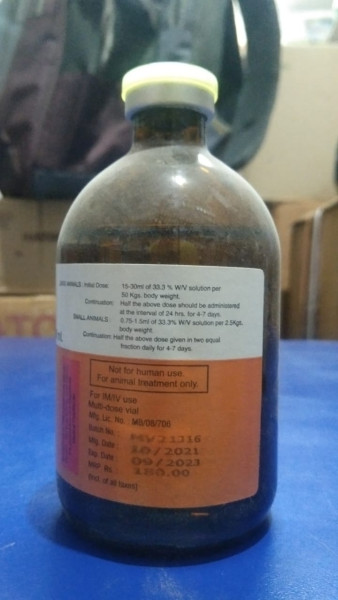 ANIMALS : Initial Dose: 15-30ml of 33.3 % W/V solution per
50 Kgs. body weight.
Continuation: Half the above dose should be administered
at the interval of 24 hrs, for 4-7 days.
SMALL ANIMALS: 0.75-1.5ml of 33.3% W/V solution per 2.5Kgs,
body weight.
Continuation: Half the above dose given in two equal
fraction daily for 4-7 days.
Not for human use.
For animal treatment only.
For IM/IV use
Multi-dose vial
Mfg. Lic. No. MB/08/706
Batch No. MV21316
Mfg. Date : 10/2021
Exp. Date : 09/2023
MRP Rs. : 180.00
(Incl. of all taxes)